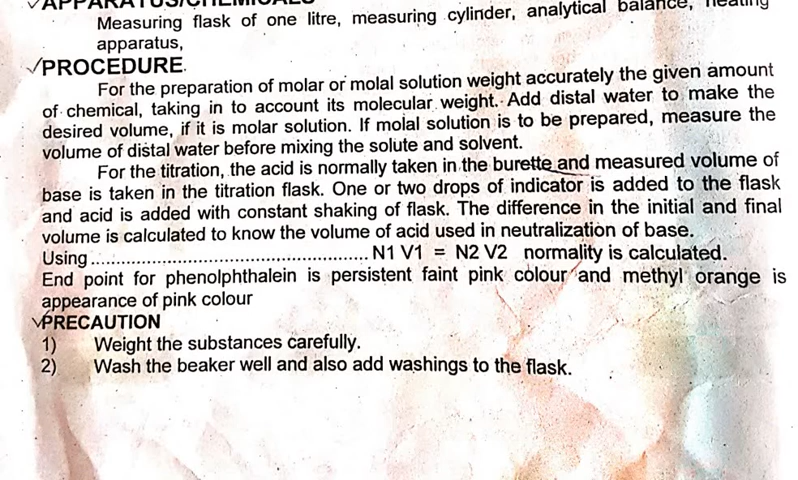 APPARATUS/CHEMICALS
Measuring flask of one litre, measuring cylinder, analytical balance, heating
apparatus,
PROCEDURE.
For the preparation of molar or molal solution weight accurately the given amount
of chemical, taking in to account its molecular weight. Add distal water to make the
desired volume, if it is molar solution. If molal solution is to be prepared, measure the
volume of distal water before mixing the solute and solvent.
For the titration, the acid is normally taken in the burette and measured volume of
base is taken in the titration flask. One or two drops of indicator is added to the flask
and acid is added with constant shaking of flask. The difference in the initial and final
volume is calculated to know the volume of acid used in neutralization of base.
Using................................................ N1 V1 = N2 V2 normality is calculated.
End point for phenolphthalein is persistent faint pink colour and methyl orange is
appearance of pink colour
PRECAUTION
1) Weight the substances carefully.
2) Wash the beaker well and also add washings to the flask.